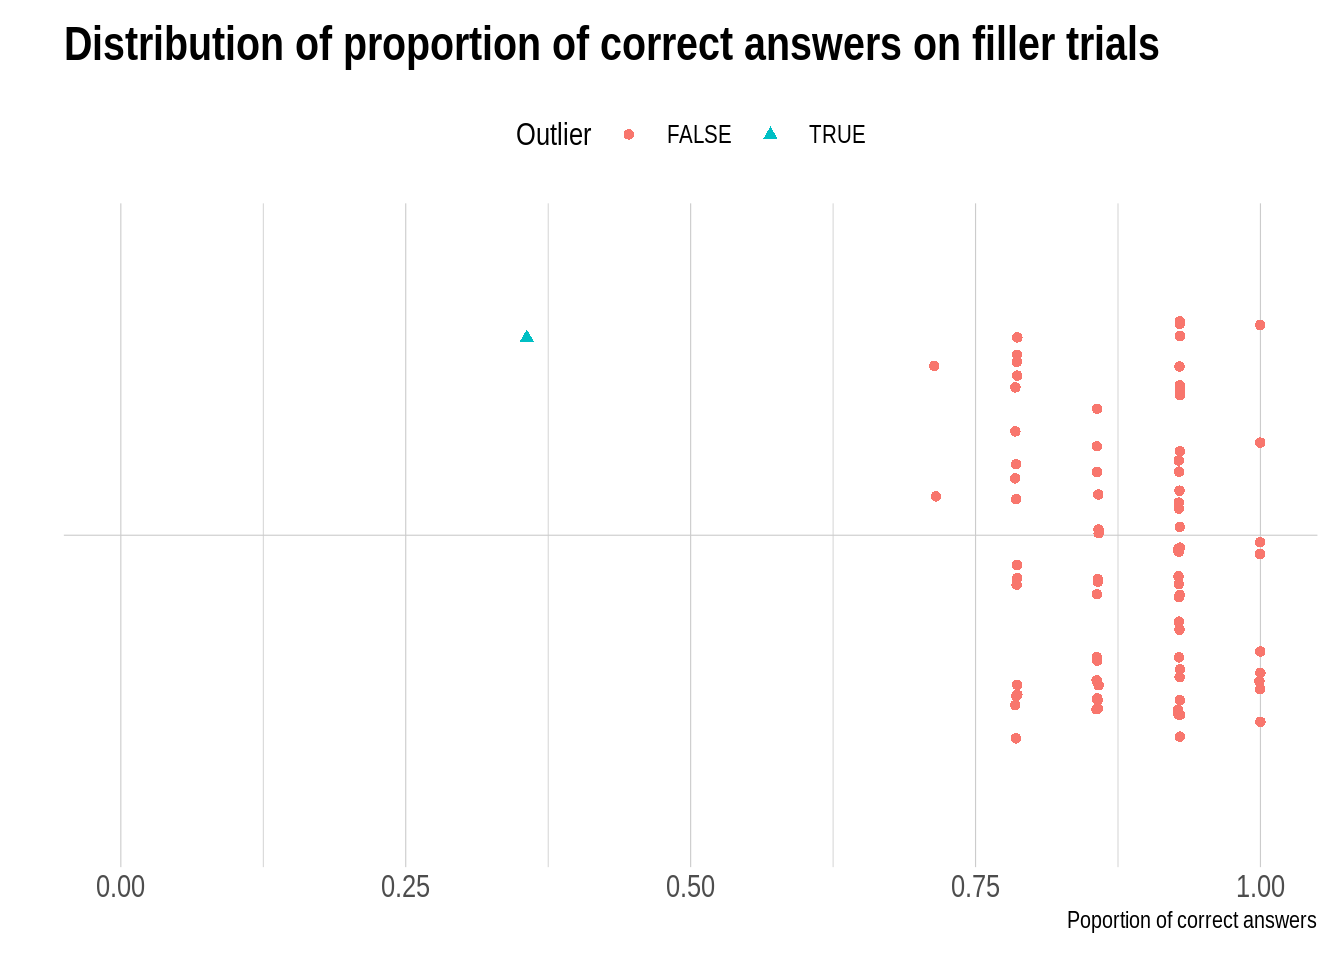 Distribution of proportion of correct answers on filler trials
Outlier FALSE TRUE
0.00 0.25 0.50 0.75 1.00
Poportion of correct answers